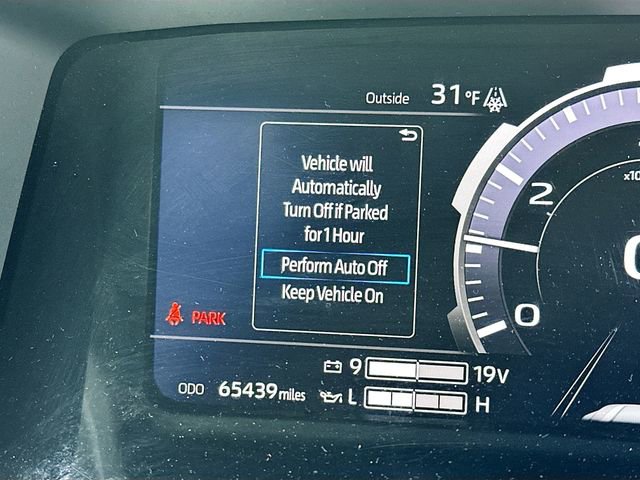 Outside 31°F
Vehicle will
Automatically
Turn Off if Parked
for 1 Hour
Perform Auto Off
Keep Vehicle On
PARK
9 19V
ODO 65439 miles
L H
2
0
x10